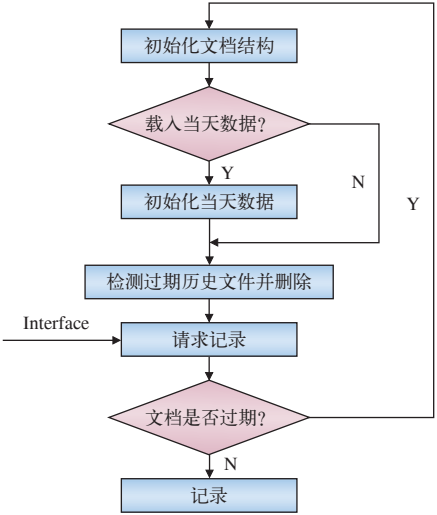 初始化文档结构
载入当天数据?
Y
N
Y
初始化当天数据
检测过期历史文件并删除
Interface
请求记录
文档是否过期?
N
记录